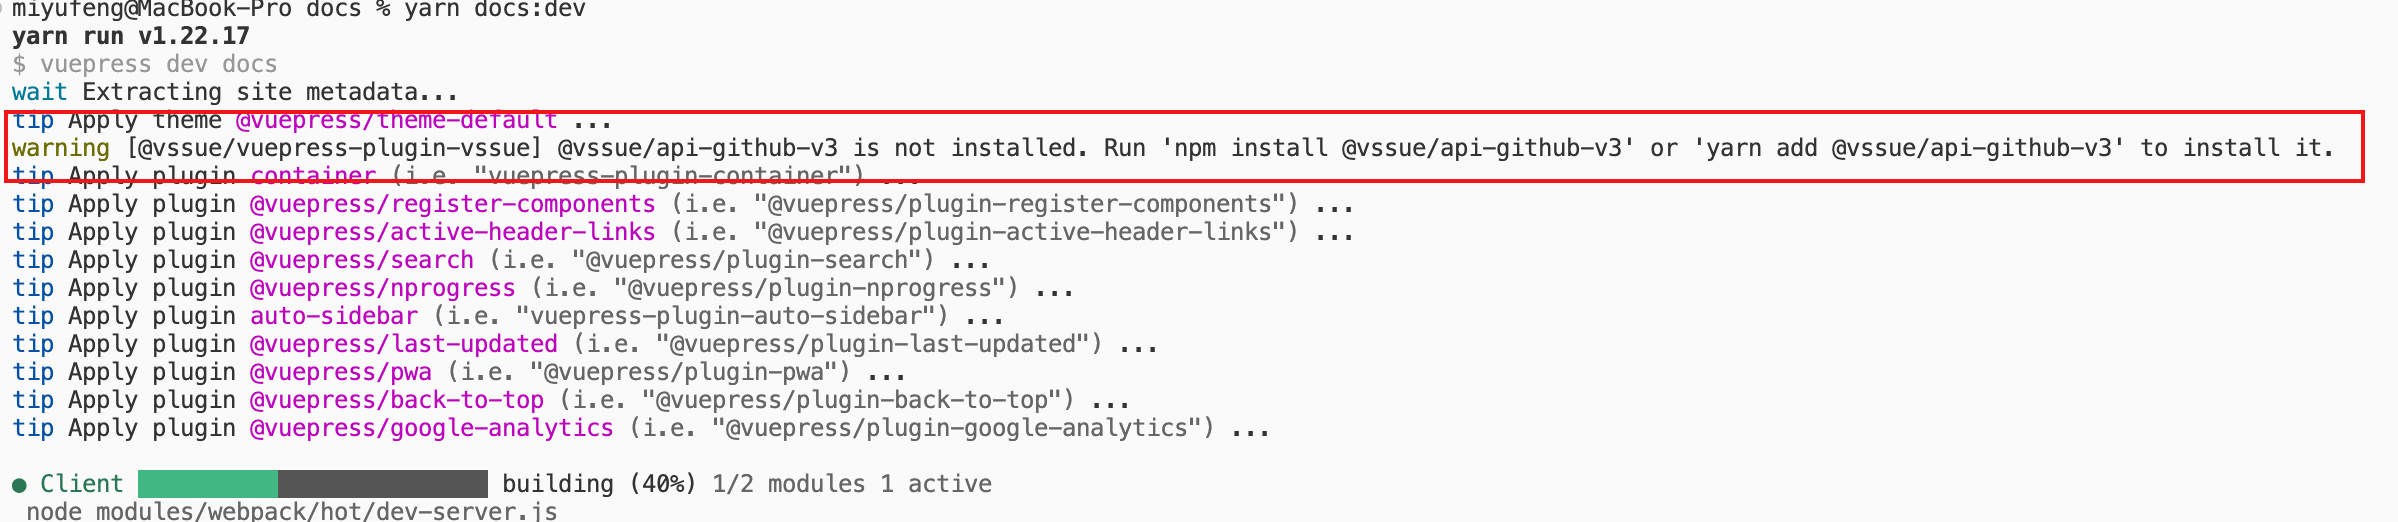 miyufeng@MacBook-Pro docs % yarn docs:dev
yarn run v1.22.17
$ vuepress dev docs
wait Extracting site metadata...
tip Apply theme @vuepress/theme-default ...
warning [@vssue/vuepress-plugin-vssue] @vssue/api-github-v3 is not installed. Run 'npm install @vssue/api-github-v3' or 'yarn add @vssue/api-github-v3' to install it.
tip Apply plugin container (i.e. "vuepress-plugin-container") ...
tip Apply plugin @vuepress/register-components (i.e. "@vuepress/plugin-register-components") ...
tip Apply plugin @vuepress/active-header-links (i.e. "@vuepress/plugin-active-header-links") ...
tip Apply plugin @vuepress/search (i.e. "@vuepress/plugin-search") ...
tip Apply plugin @vuepress/nprogress (i.e. "@vuepress/plugin-nprogress") ...
tip Apply plugin auto-sidebar (i.e. "vuepress-plugin-auto-sidebar") ...
tip Apply plugin @vuepress/last-updated (i.e. "@vuepress/plugin-last-updated") ...
tip Apply plugin @vuepress/pwa (i.e. "@vuepress/plugin-pwa") ...
tip Apply plugin @vuepress/back-to-top (i.e. "@vuepress/plugin-back-to-top") ...
tip Apply plugin @vuepress/google-analytics (i.e. "@vuepress/plugin-google-analytics") ...
● Client building (40%) 1/2 modules 1 active
node modules/webpack/hot/dev-server.js